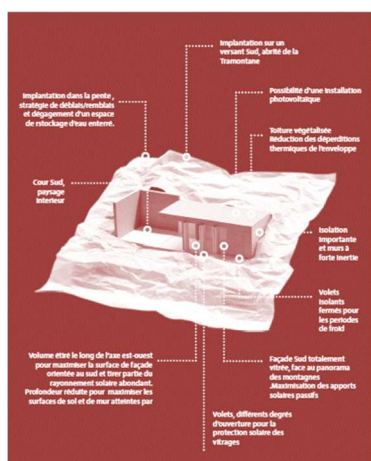 Implantation sur un
versant Sud, abrité de la
Tramontane
Implantation dans la pente ,
stratégie de déblais/remblais
et dégagement d'un espace
de rstockage d'eau enterré.
Possibilité d'une installation
photovoltaïque
Toiture végétalisée
Réduction des déperditions
thermiques de l'enveloppe
Cour Sud,
paysage
interieur
Isolation
importante
et murs à
forte inertie
Volets
isolants
fermés pour
les periodes
de froid
Volume étiré le long de l'axe est-ouest
pour maximiser la surface de façade
orientée au sud et tirer partie du
rayonnement solaire abondant.
Profondeur réduite pour maximiser les
surfaces de sol et de mur atteintes par
Façade Sud totalement
vitrée, face au panorama
des montagnes
.Maximisation des apports
solaires passifs
Volets, différents degrés
d'ouverture pour la
protection solaire des
vitrages